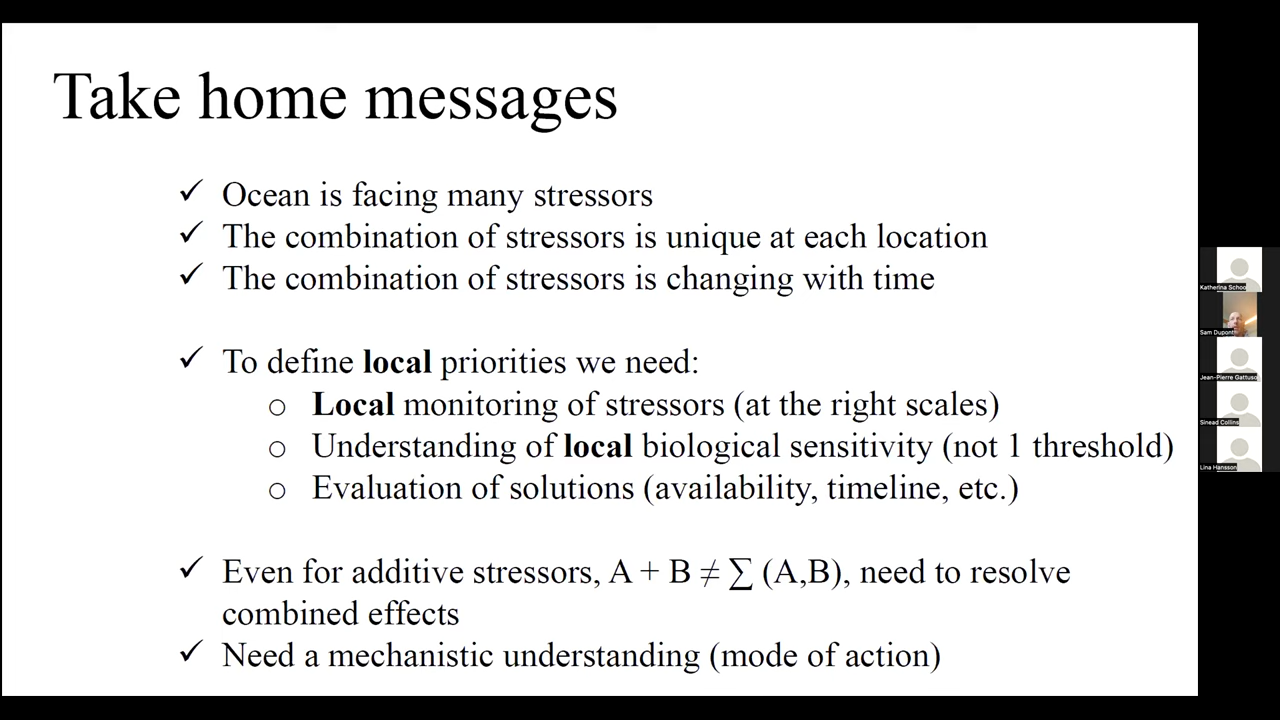 Take home messages
✓ Ocean is facing many stressors
✓ The combination of stressors is unique at each location
✓ The combination of stressors is changing with time
✓ To define local priorities we need:
o Local monitoring of stressors (at the right scales)
o Understanding of local biological sensitivity (not 1 threshold)
o Evaluation of solutions (availability, timeline, etc.)
✓ Even for additive stressors, A + B ≠ ∑ (A,B), need to resolve
combined effects
✓ Need a mechanistic understanding (mode of action)
Katherina Schoo
Sam Dupont
Jean-Pierre Gattuso
Sinead Collins
Lina Hansson